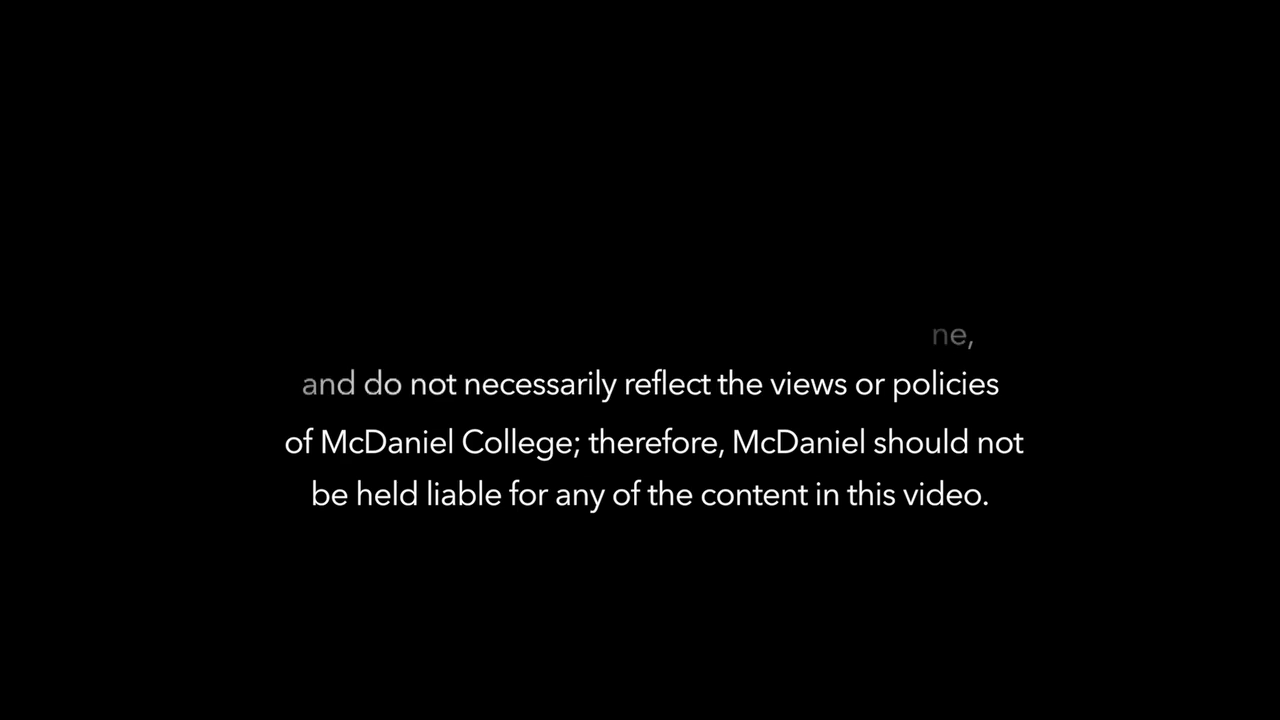 ne,
and do not necessarily reflect the views or policies
of McDaniel College; therefore, McDaniel should not
be held liable for any of the content in this video.